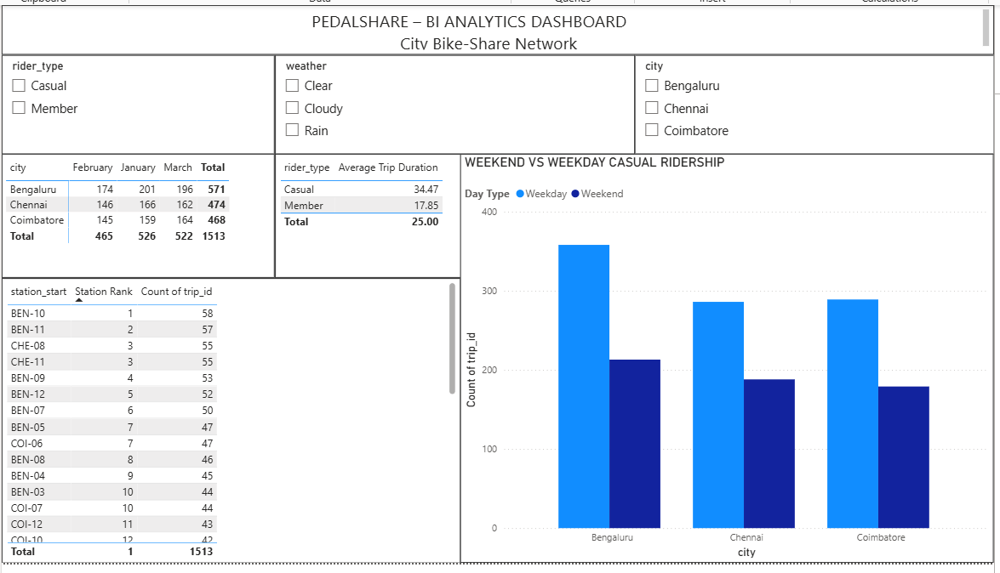 Clipboard Data Queries Insert Calculations
PEDALSHARE – BI ANALYTICS DASHBOARD
City Bike-Share Network
rider_type
Casual
Member
weather
Clear
Cloudy
Rain
city
Bengaluru
Chennai
Coimbatore
city February January March Total
Bengaluru 174 201 196 571
Chennai 146 166 162 474
Coimbatore 145 159 164 468
Total 465 526 522 1513
rider_type Average Trip Duration
Casual 34.47
Member 17.85
Total 25.00
WEEKEND VS WEEKDAY CASUAL RIDERSHIP
Day Type Weekday Weekend
400
300
200
100
0
Count of trip_id
Bengaluru Chennai Coimbatore
city
station_start Station Rank Count of trip_id
BEN-10 1 58
BEN-11 2 57
CHE-08 3 55
CHE-11 3 55
BEN-09 4 53
BEN-12 5 52
BEN-07 6 50
BEN-05 7 47
COI-06 7 47
BEN-08 8 46
BEN-04 9 45
BEN-03 10 44
COI-07 10 44
COI-12 11 43
COI-10 12 42
Total 1 1513